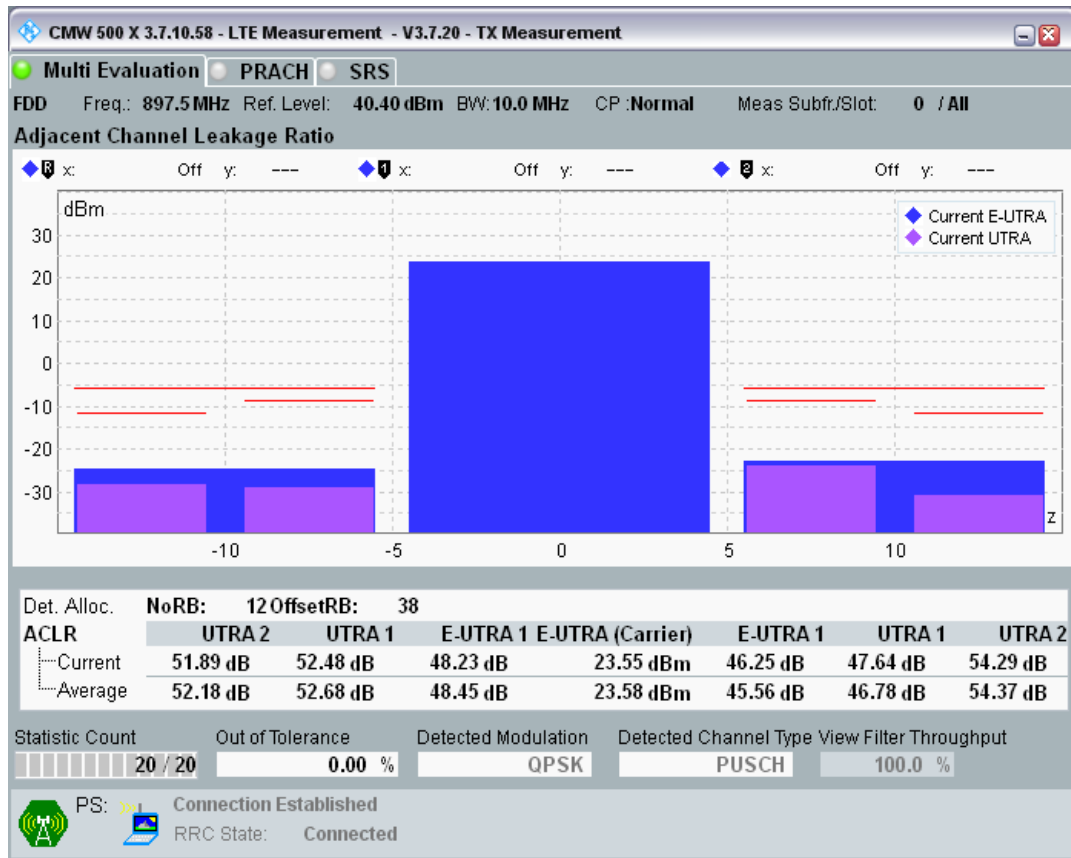 CMW 500 X 3.7.10.58 - LTE Measurement - V3.7.20 - TX Measurement
Multi Evaluation PRACH SRS
FDD Freq.: 897.5 MHz Ref. Level: 40.40 dBm BW: 10.0 MHz CP :Normal Meas Subfr./Slot: 0 / All
Adjacent Channel Leakage Ratio
R x: Off y: --- 1 x: Off y: --- 2 x: Off y: ---
dBm
Current E-UTRA
Current UTRA
30
20
10
0
-10
-20
-30
z
-10 -5 0 5 10
Det. Alloc. NoRB: 12 OffsetRB: 38
ACLR UTRA 2 UTRA 1 E-UTRA 1 E-UTRA (Carrier) E-UTRA 1 UTRA 1 UTRA 2
Current 51.89 dB 52.48 dB 48.23 dB 23.55 dBm 46.25 dB 47.64 dB 54.29 dB
Average 52.18 dB 52.68 dB 48.45 dB 23.58 dBm 45.56 dB 46.78 dB 54.37 dB
Statistic Count Out of Tolerance Detected Modulation Detected Channel Type View Filter Throughput
20 / 20 0.00 % QPSK PUSCH 100.0 %
PS: Connection Established
RRC State: Connected